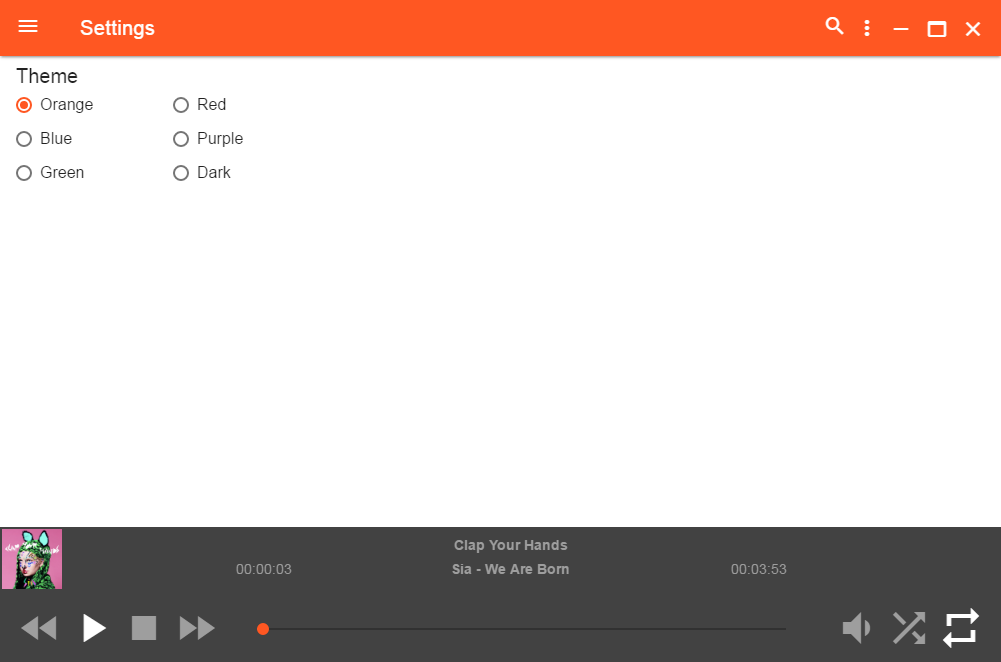 Settings
Theme
Orange Red
Blue Purple
Green Dark
Clap Your Hands
00:00:03 Sia - We Are Born 00:03:53